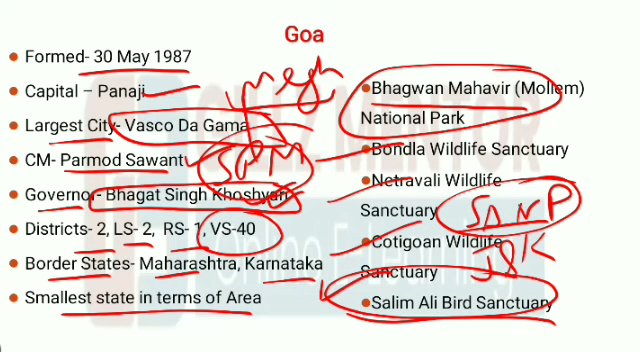 Goa
Formed- 30 May 1987
Capital – Panaji
Largest City- Vasco Da Gama
CM- Parmod Sawant
Governor- Bhagat Singh Khoshyari
Districts- 2, LS- 2, RS- 1, VS-40
Border States- Maharashtra, Karnataka
Smallest state in terms of Area
Bhagwan Mahavir (Mollem)
National Park
Bondla Wildlife Sanctuary
Netravali Wildlife
Sanctuary
Cotigoan Wildlife
Sanctuary
Salim Ali Bird Sanctuary
SANP
J&K